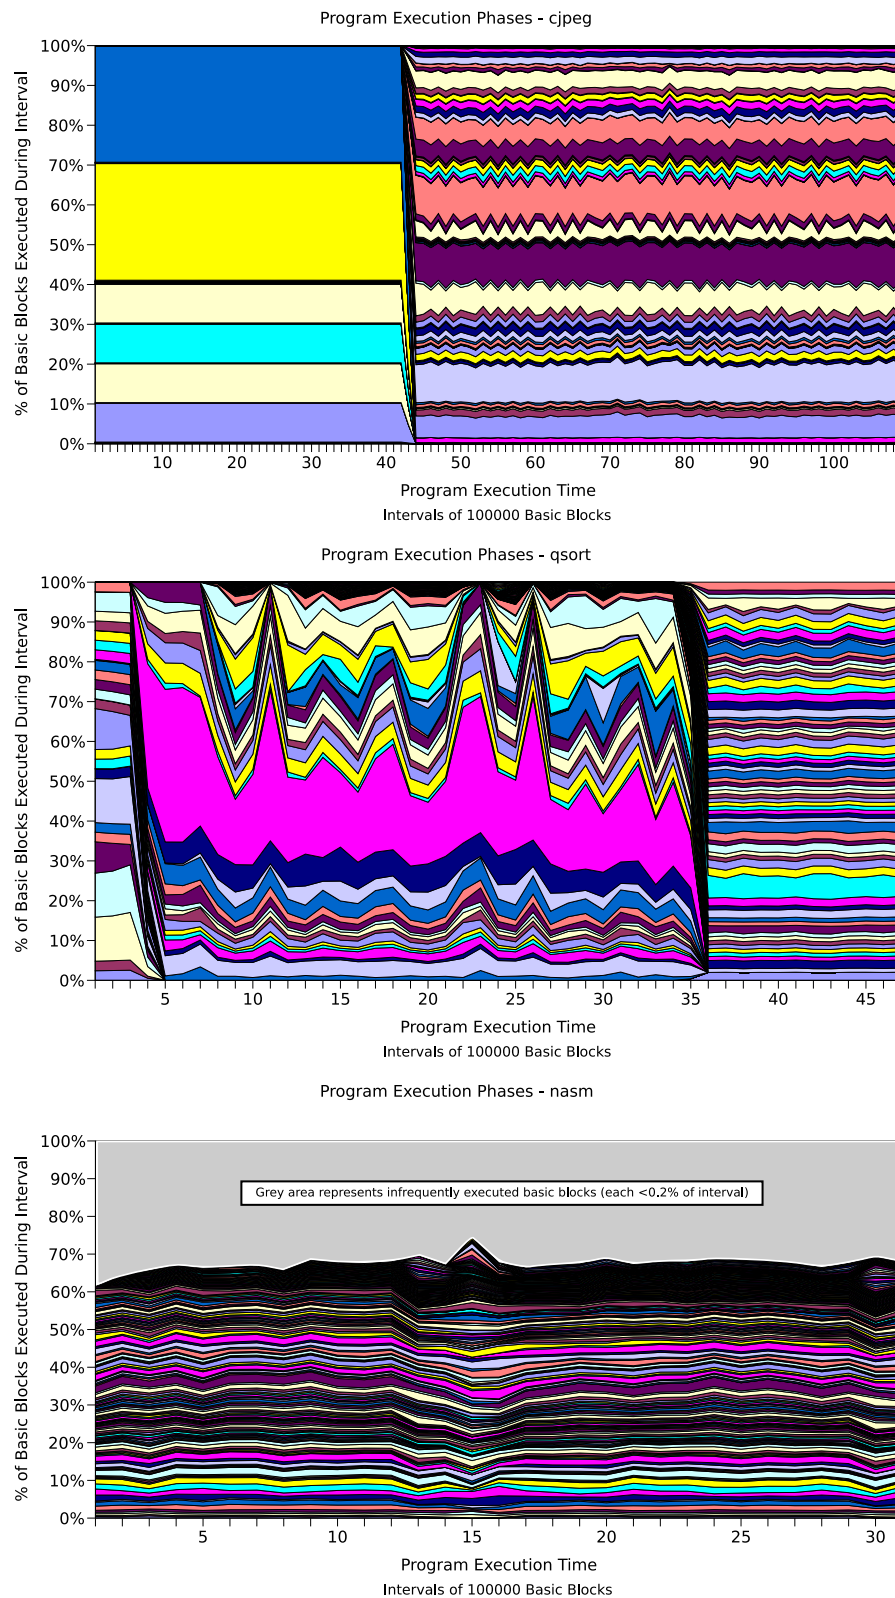 Program Execution Phases - cjpeg
% of Basic Blocks Executed During Interval
100%
90%
80%
70%
60%
50%
40%
30%
20%
10%
0%
10 20 30 40 50 60 70 80 90 100
Program Execution Time
Intervals of 100000 Basic Blocks
Program Execution Phases - qsort
% of Basic Blocks Executed During Interval
100%
90%
80%
70%
60%
50%
40%
30%
20%
10%
0%
5 10 15 20 25 30 35 40 45
Program Execution Time
Intervals of 100000 Basic Blocks
Program Execution Phases - nasm
% of Basic Blocks Executed During Interval
100%
90%
80%
70%
60%
50%
40%
30%
20%
10%
0%
Grey area represents infrequently executed basic blocks (each <0.2% of interval)
5 10 15 20 25 30
Program Execution Time
Intervals of 100000 Basic Blocks